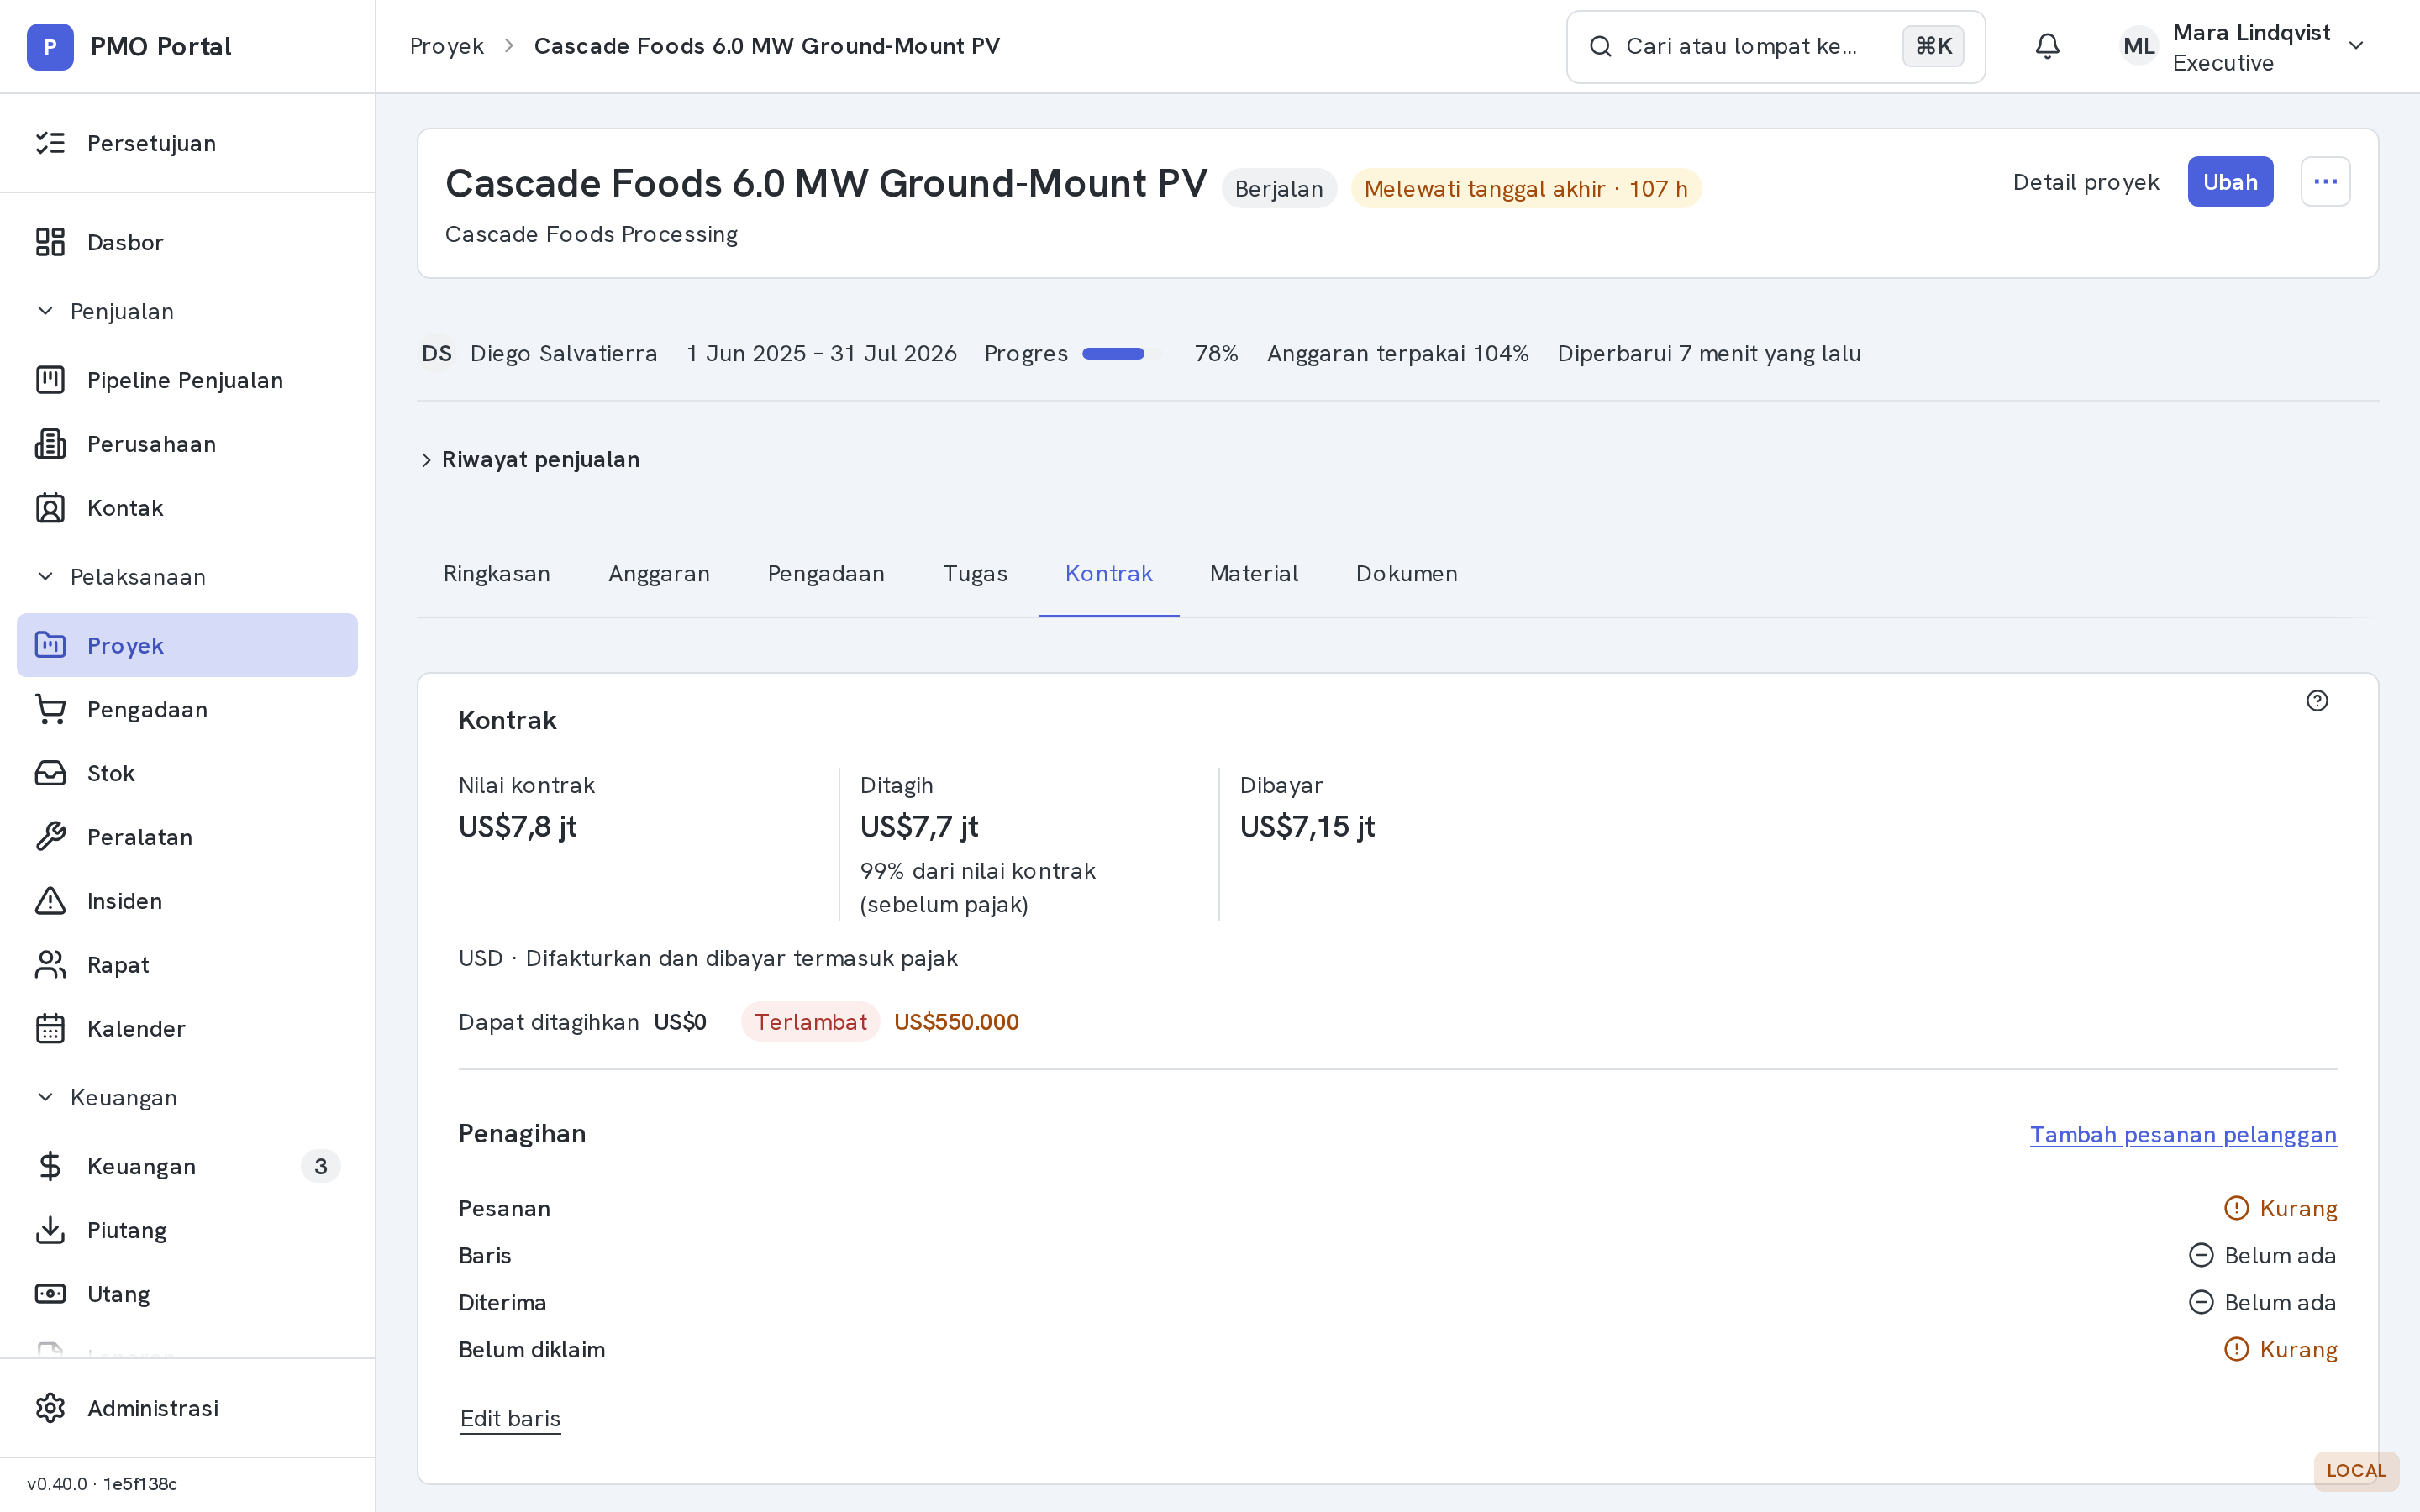 P PMO Portal
Proyek > Cascade Foods 6.0 MW Ground-Mount PV
Cari atau lompat ke... ⌘K
ML Mara Lindqvist
Executive
Persetujuan
Dasbor
Penjualan
Pipeline Penjualan
Perusahaan
Kontak
Pelaksanaan
Proyek
Pengadaan
Stok
Peralatan
Insiden
Rapat
Kalender
Keuangan
Keuangan 3
Piutang
Utang
Administrasi
v0.40.0 · 1e5f138c
Cascade Foods 6.0 MW Ground-Mount PV Berjalan Melewati tanggal akhir · 107 h
Detail proyek Ubah ...
Cascade Foods Processing
DS Diego Salvatierra 1 Jun 2025 – 31 Jul 2026 Progres 78% Anggaran terpakai 104% Diperbarui 7 menit yang lalu
Riwayat penjualan
Ringkasan Anggaran Pengadaan Tugas Kontrak Material Dokumen
Kontrak
Nilai kontrak
US$7,8 jt
Ditagih
US$7,7 jt
99% dari nilai kontrak
(sebelum pajak)
Dibayar
US$7,15 jt
USD · Difakturkan dan dibayar termasuk pajak
Dapat ditagihkan US$0 Terlambat US$550.000
Penagihan Tambah pesanan pelanggan
Pesanan Kurang
Baris Belum ada
Diterima Belum ada
Belum diklaim Kurang
Edit baris
LOCAL